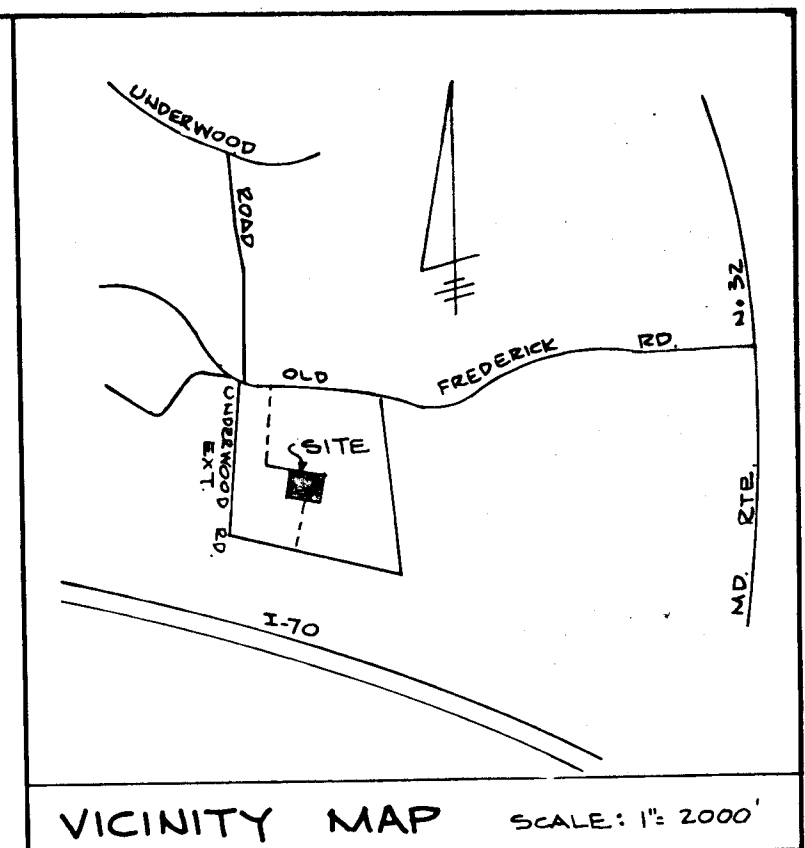 UNDERWOOD
ROAD
OLD FREDERICK RD.
MD. RTE. No 32
UNDERWOOD RD.
EXT.
SITE
I-70
VICINITY MAP SCALE: 1"= 2000'